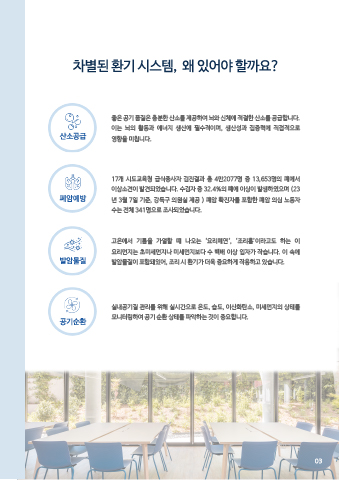 차별된 환기 시스템, 왜 있어야 할까요?
산소공급
좋은 공기 품질은 충분한 산소를 제공하여 뇌와 신체에 적절한 산소를 공급합니다.
이는 뇌의 활동과 에너지 생산에 필수적이며, 생산성과 집중력에 직접적으로
영향을 미칩니다.
폐암예방
17개 시도교육청 급식종사자 검진결과 총 4만2077명 중 13,653명의 폐에서
이상소견이 발견되었습니다. 수검자 중 32.4%의 폐에 이상이 발생하였으며 (23
년 3월 7일 기준, 강득구 의원실 제공 ) 폐암 확진자를 포함한 폐암 의심 노동자
수는 전체 341명으로 조사되었습니다.
발암물질
고온에서 기름을 가열할 때 나오는 '요리매연', '조리흄'이라고도 하는 이
요리매연는 초미세먼지나 미세먼지보다 수 백배 이상 입자가 작습니다. 이 속에
발암물질이 포함돼있어, 조리 시 환기가 더욱 중요하게 작용하고 있습니다.
공기순환
실내공기질 관리를 위해 실시간으로 온도, 습도, 이산화탄소, 미세먼지의 상태를
모니터링하여 공기 순환 상태를 파악하는 것이 중요합니다.
03